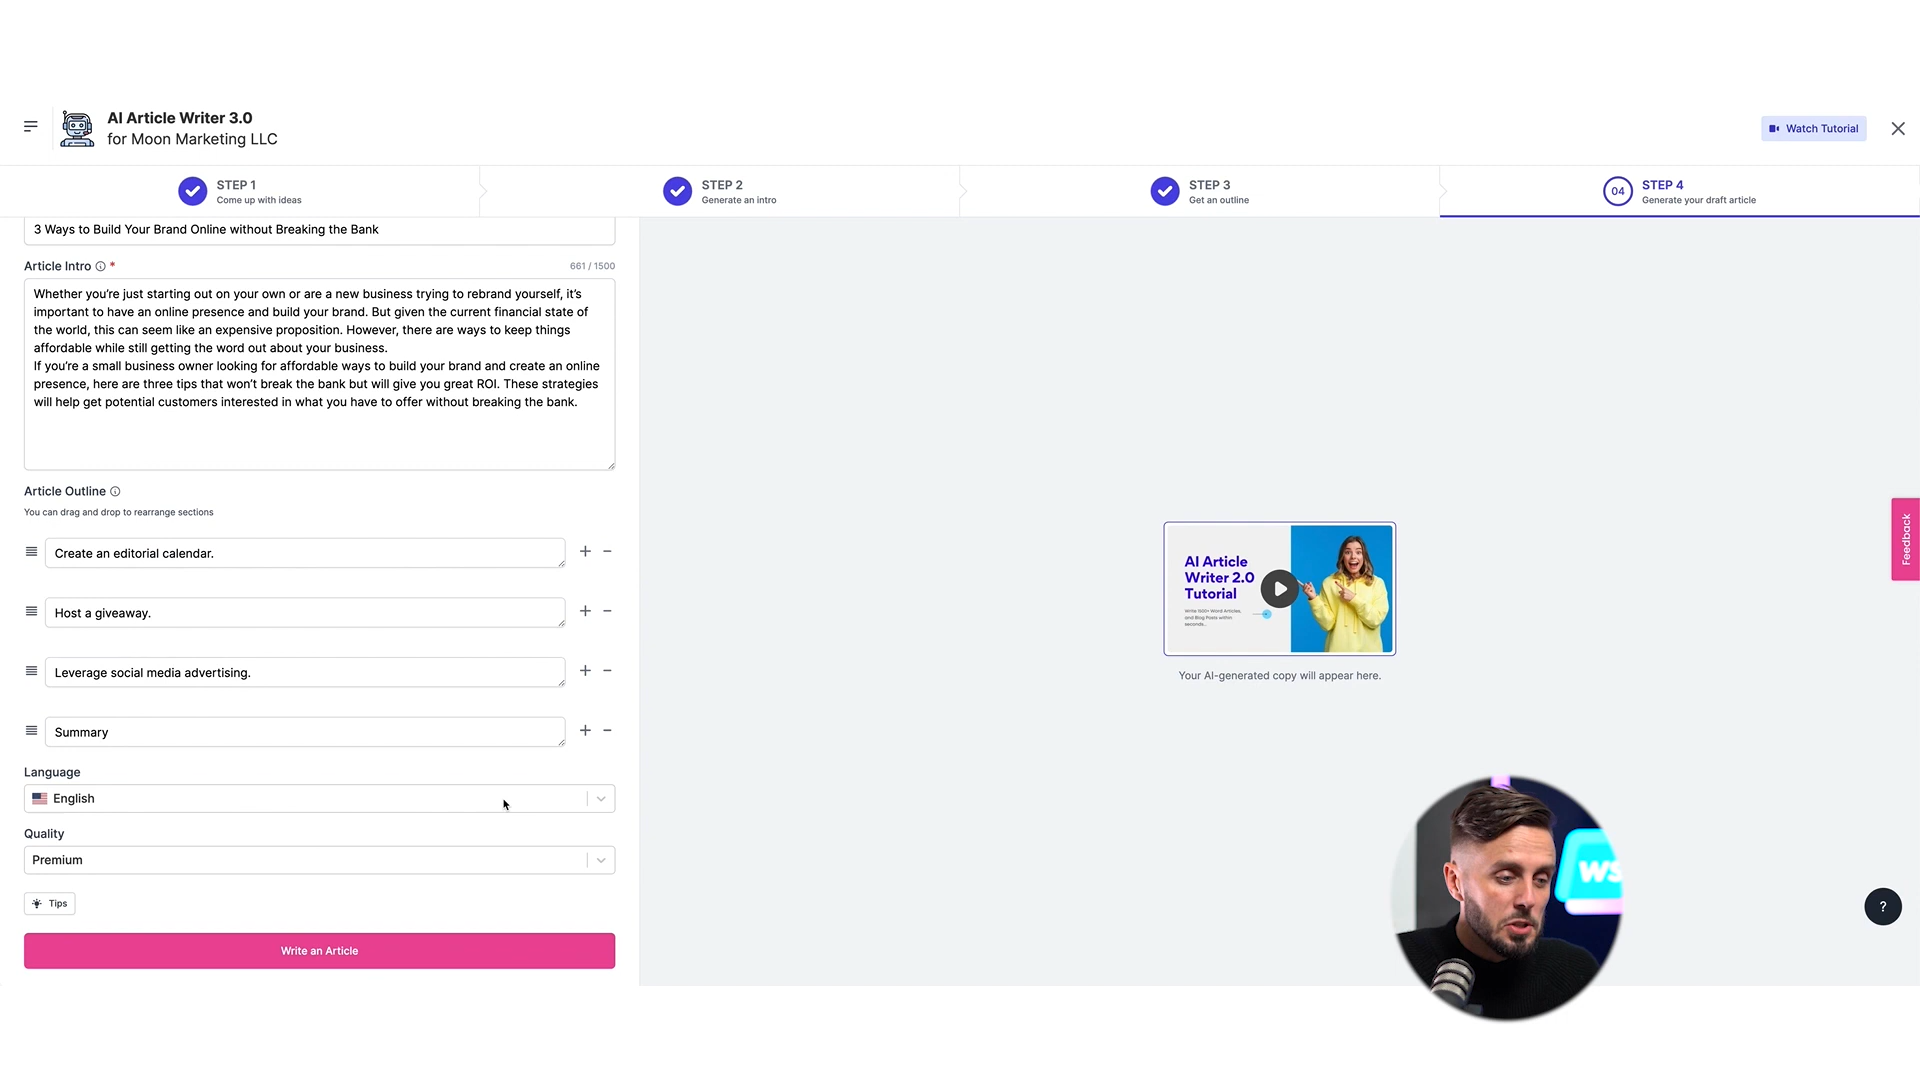 AI Article Writer 3.0
for Moon Marketing LLC
Watch Tutorial
STEP 1
Come up with ideas
STEP 2
Generate an intro
STEP 3
Get an outline
04
STEP 4
Generate your draft article
3 Ways to Build Your Brand Online without Breaking the Bank
Article Intro *
661 / 1500
Whether you’re just starting out on your own or are a new business trying to rebrand yourself, it’s
important to have an online presence and build your brand. But given the current financial state of
the world, this can seem like an expensive proposition. However, there are ways to keep things
affordable while still getting the word out about your business.
If you’re a small business owner looking for affordable ways to build your brand and create an online
presence, here are three tips that won’t break the bank but will give you great ROI. These strategies
will help get potential customers interested in what you have to offer without breaking the bank.
Article Outline
You can drag and drop to rearrange sections
Create an editorial calendar.
Host a giveaway.
Leverage social media advertising.
Summary
Language
English
Quality
Premium
Tips
Write an Article
AI Article
Writer 2.0
Tutorial
Write 1500+ Word Articles,
and Blog Posts within
seconds...
Your AI-generated copy will appear here.
Feedback
?
WS